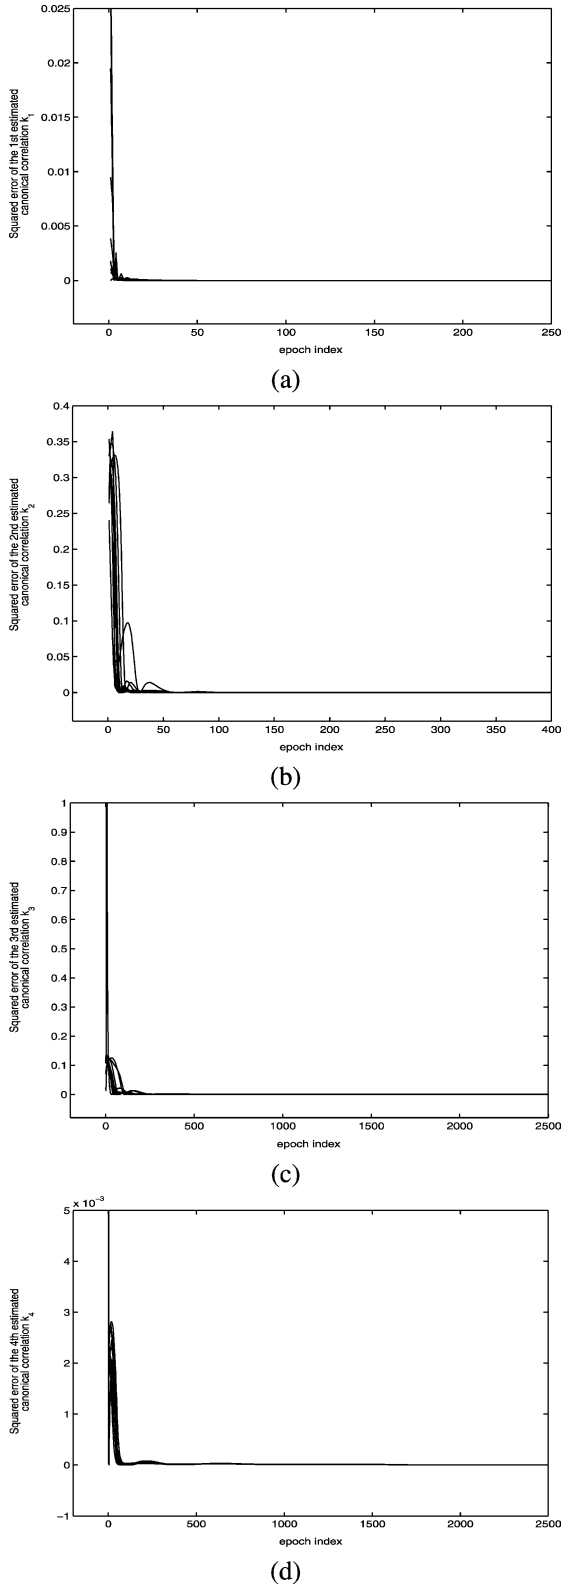 0.025
0.02
0.015
0.01
0.005
0
Squared error of the 1st estimated
canonical correlation k1
0 50 100 150 200 250
epoch index
(a)
0.4
0.35
0.3
0.25
0.2
0.15
0.1
0.05
0
Squared error of the 2nd estimated
canonical correlation k2
0 50 100 150 200 250 300 350 400
epoch index
(b)
1
0.9
0.8
0.7
0.6
0.5
0.4
0.3
0.2
0.1
0
Squared error of the 3rd estimated
canonical correlation k3
0 500 1000 1500 2000 2500
epoch index
(c)
x 10−3
5
4
3
2
1
0
−1
Squared error of the 4th estimated
canonical correlation k4
0 500 1000 1500 2000 2500
epoch index
(d)